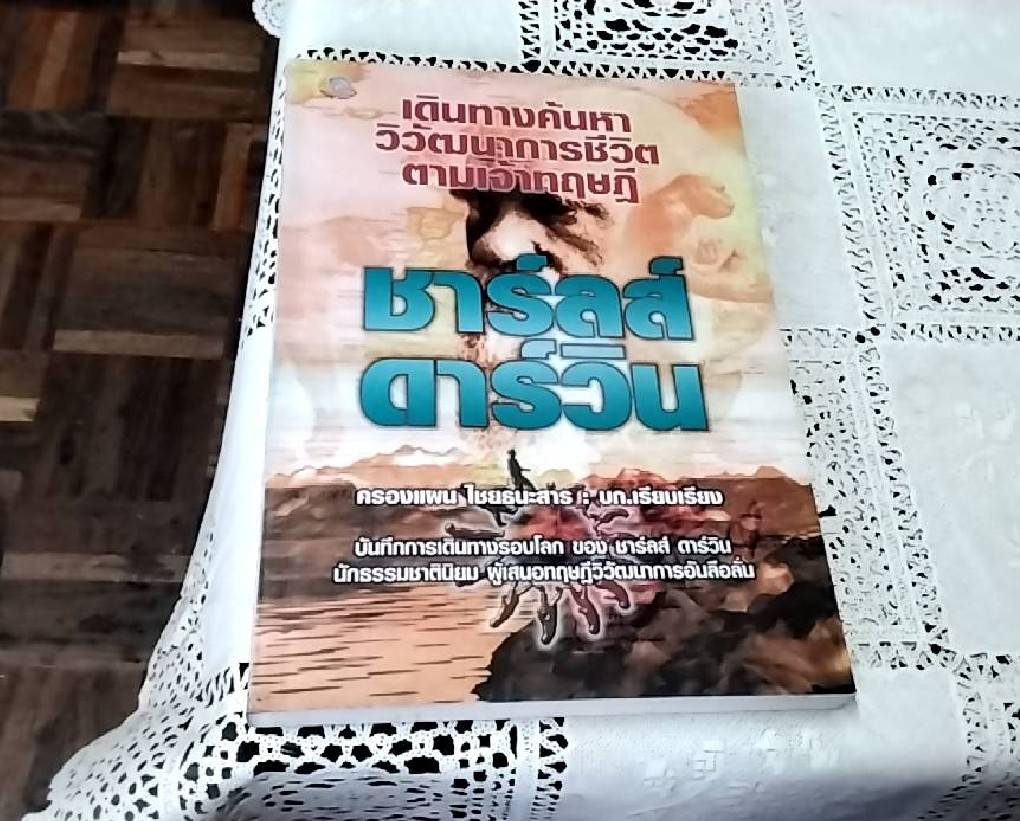 เดินทางค้นหา
วิวัฒนาการชีวิต
ตามเจ้าทฤษฎี
ชาร์ลส์
ดาร์วิน
ครองแผน ไชยธนะสาร : บก.เรียบเรียง
บันทึกการเดินทางรอบโลก ของ ชาร์ลส์ ดาร์วิน
นักธรรมชาตินิยม ผู้เสนอทฤษฎีวิวัฒนาการอันลือลั่น